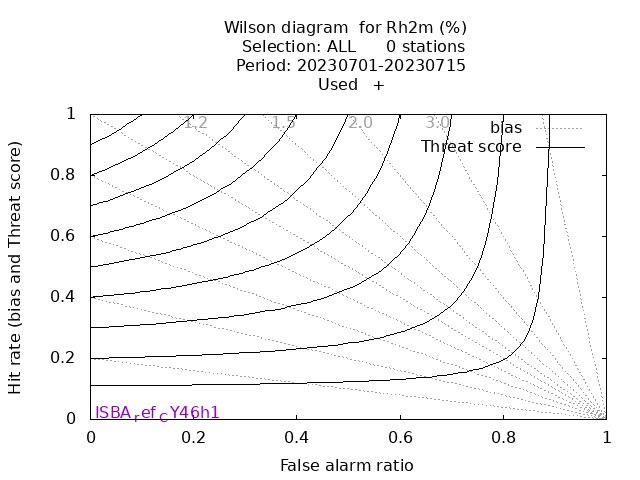 Wilson diagram  for Rh2m (%)
Selection: ALL      0 stations
Period: 20230701-20230715
Used   +
1.2 1.5 2.0 3.0
bias
Threat score
1
0.8
0.6
0.4
0.2
0
Hit rate (bias and Threat score)
ISBA_ref_CY46h1
0 0.2 0.4 0.6 0.8 1
False alarm ratio